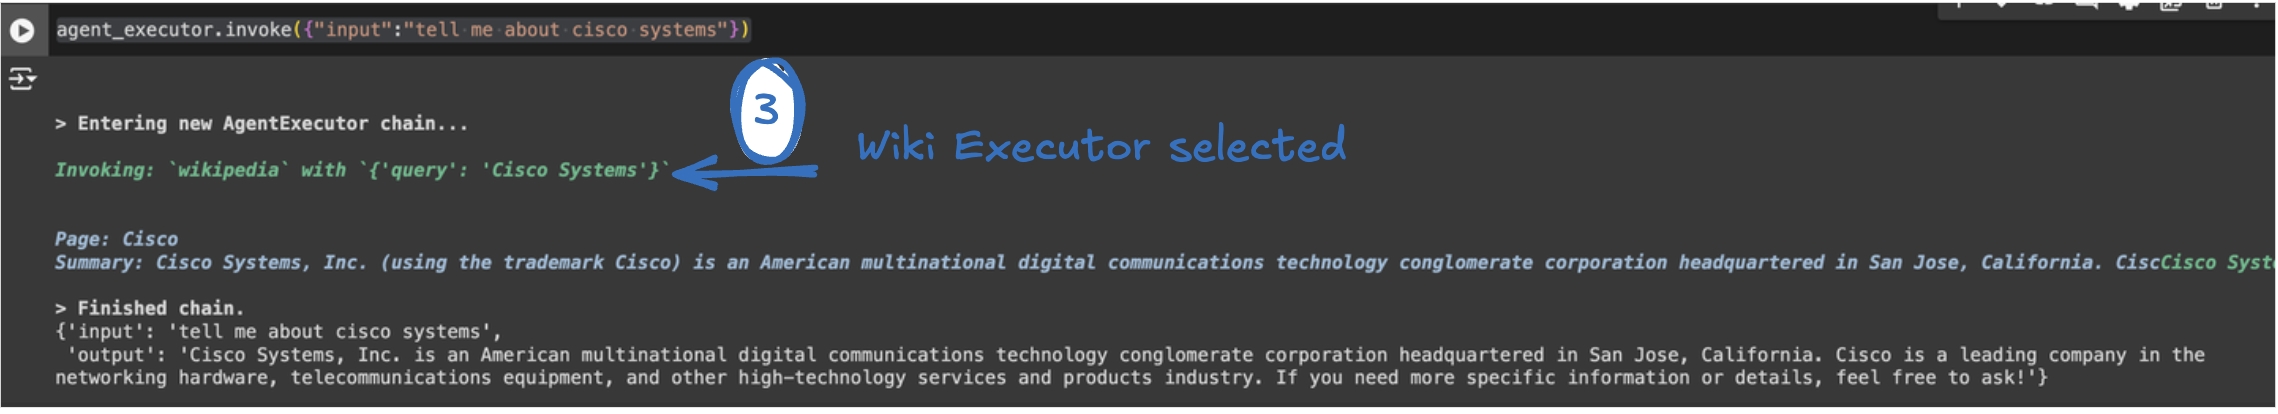 agent_executor.invoke({"input":"tell me about cisco systems"})
3
> Entering new AgentExecutor chain...
Wiki Executor selected
Invoking: `wikipedia` with `{'query': 'Cisco Systems'}`
Page: Cisco
Summary: Cisco Systems, Inc. (using the trademark Cisco) is an American multinational digital communications technology conglomerate corporation headquartered in San Jose, California. CiscCisco Syst
> Finished chain.
{'input': 'tell me about cisco systems',
'output': 'Cisco Systems, Inc. is an American multinational digital communications technology conglomerate corporation headquartered in San Jose, California. Cisco is a leading company in the
networking hardware, telecommunications equipment, and other high-technology services and products industry. If you need more specific information or details, feel free to ask!'}